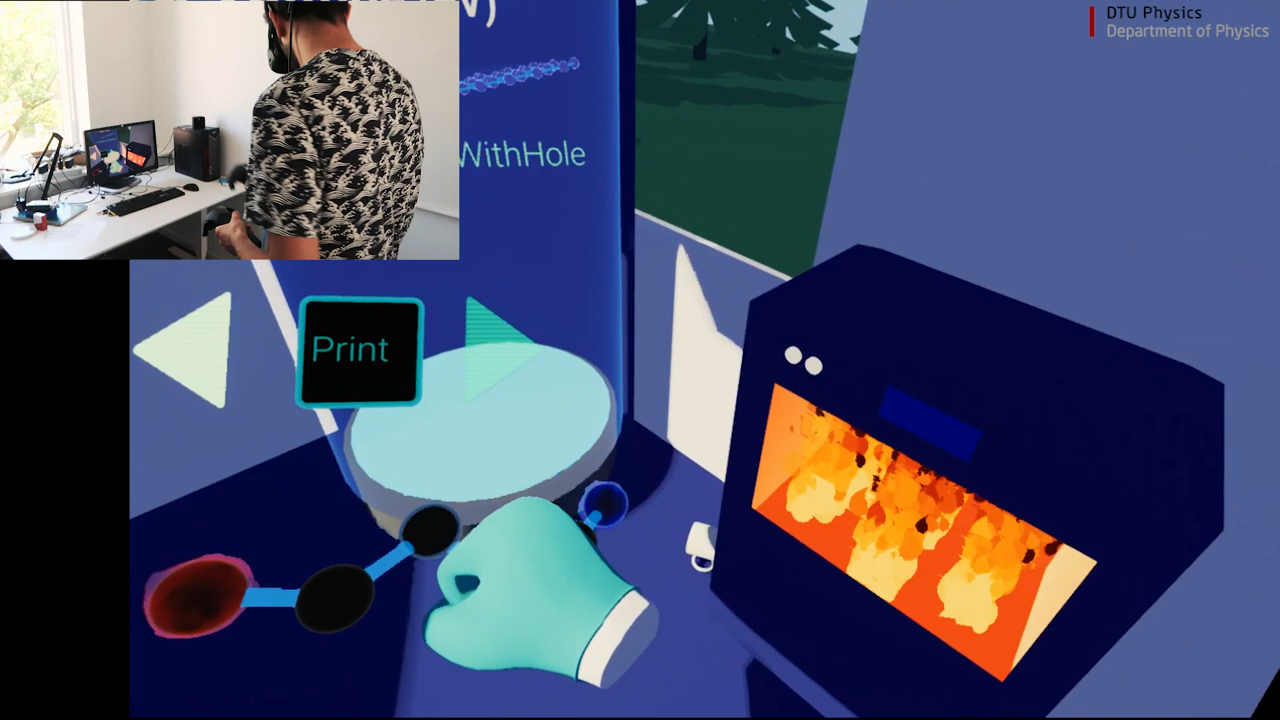 V)
WithHole
Print
DTU Physics
Department of Physics